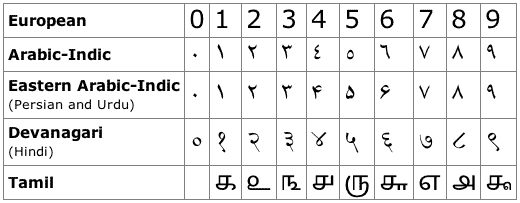 European 0 1 2 3 4 5 6 7 8 9
Arabic-Indic ٠ ١ ٢ ٣ ٤ ٥ ٦ ٧ ٨ ٩
Eastern Arabic-Indic ۰ ۱ ۲ ۳ ۴ ۵ ۶ ۷ ۸ ۹
(Persian and Urdu)
Devanagari ० १ २ ३ ४ ५ ६ ७ ८ ९
(Hindi)
Tamil ௧ ௨ ௩ ௪ ௫ ௬ ௭ ௮ ௯